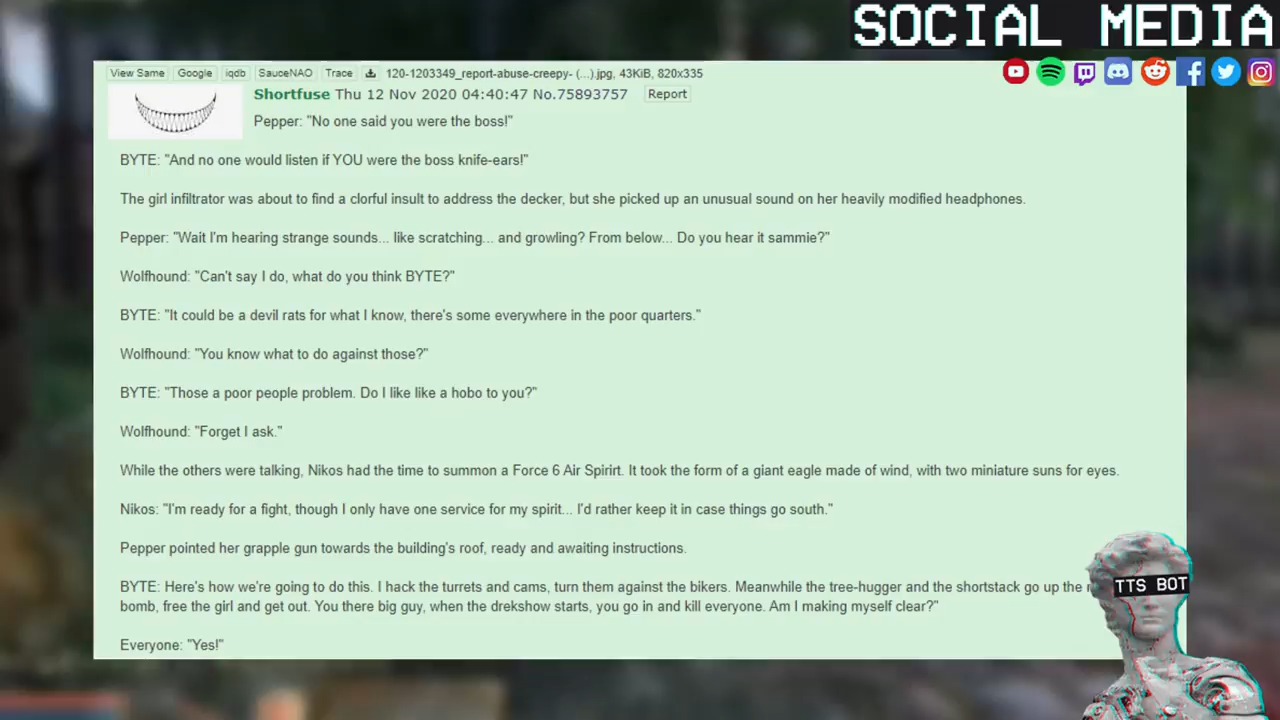 SOCIAL MEDIA
View Same Google iqdb SauceNAO Trace 120-1203349_report-abuse-creepy- (...).jpg, 43KiB, 820x335
Shortfuse Thu 12 Nov 2020 04:40:47 No.75893757 Report
Pepper: "No one said you were the boss!"
BYTE: "And no one would listen if YOU were the boss knife-ears!"
The girl infiltrator was about to find a clorful insult to address the decker, but she picked up an unusual sound on her heavily modified headphones.
Pepper: "Wait I'm hearing strange sounds... like scratching... and growling? From below... Do you hear it sammie?"
Wolfhound: "Can't say I do, what do you think BYTE?"
BYTE: "It could be a devil rats for what I know, there's some everywhere in the poor quarters."
Wolfhound: "You know what to do against those?"
BYTE: "Those a poor people problem. Do I like like a hobo to you?"
Wolfhound: "Forget I ask."
While the others were talking, Nikos had the time to summon a Force 6 Air Spirirt. It took the form of a giant eagle made of wind, with two miniature suns for eyes.
Nikos: "I'm ready for a fight, though I only have one service for my spirit... I'd rather keep it in case things go south."
Pepper pointed her grapple gun towards the building's roof, ready and awaiting instructions.
BYTE: Here's how we're going to do this. I hack the turrets and cams, turn them against the bikers. Meanwhile the tree-hugger and the shortstack go up the
bomb, free the girl and get out. You there big guy, when the drekshow starts, you go in and kill everyone. Am I making myself clear?"
Everyone: "Yes!"
TTS BOT